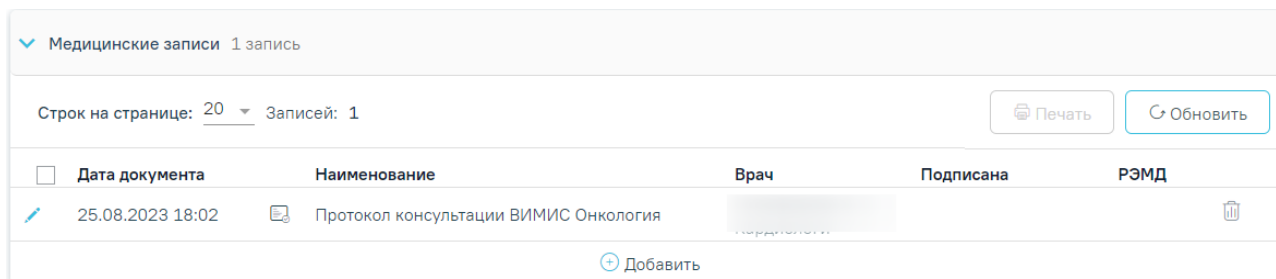 Медицинские записи 1 запись
Строк на странице: 20 Записей: 1 Печать Обновить
Дата документа Наименование Врач Подписана РЭМД
25.08.2023 18:02 Протокол консультации ВИМИС Онкология
Добавить